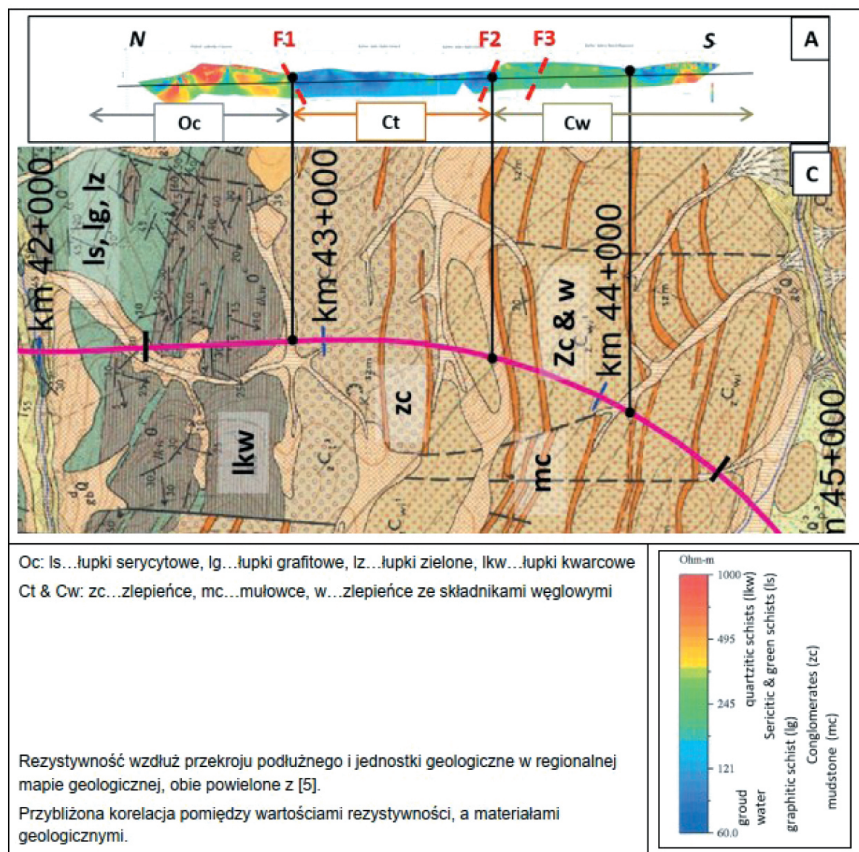 N F1 F2 F3 S A
Oc Ct Cw
C
km 42+000
ls, lg, lz
lkw
km 43+000
zc
mc
Zc & w
km 44+000
m 45+000
Oc: ls…łupki serycytowe, lg…łupki grafitowe, lz…łupki zielone, lkw…łupki kwarcowe
Ct & Cw: zc…zlepieńce, mc…mułowce, w…zlepieńce ze składnikami węglowymi
Rezystywność wzdłuż przekroju podłużnego i jednostki geologiczne w regionalnej
mapie geologicznej, obie powielone z [5].
Przybliżona korelacja pomiędzy wartościami rezystywności, a materiałami
geologicznymi.
Ohm-m
1000
495
245
121
60.0
groud
water
quartzitic schists (lkw)
Sericitic & green schists (ls)
graphitic schist (lg)
Conglomerates (zc)
mudstone (mc)